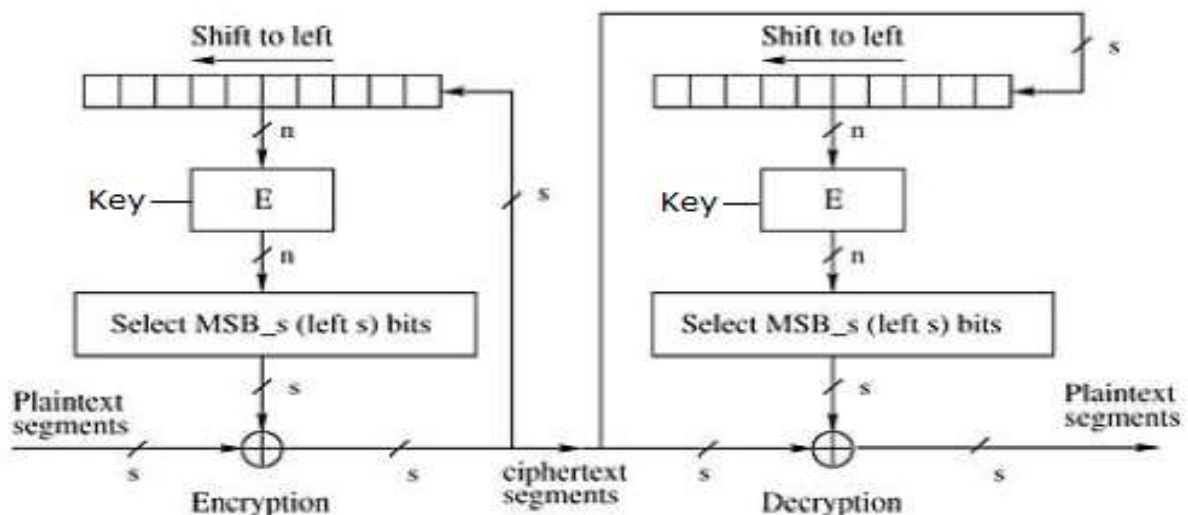 Shift to left
s
n
Key
E
s
n
Select MSB_s (left s) bits
s
Plaintext
segments
s
s
Encryption
ciphertext
segments
Shift to left
s
n
Key
E
n
Select MSB_s (left s) bits
s
s
Plaintext
segments
s
Decryption